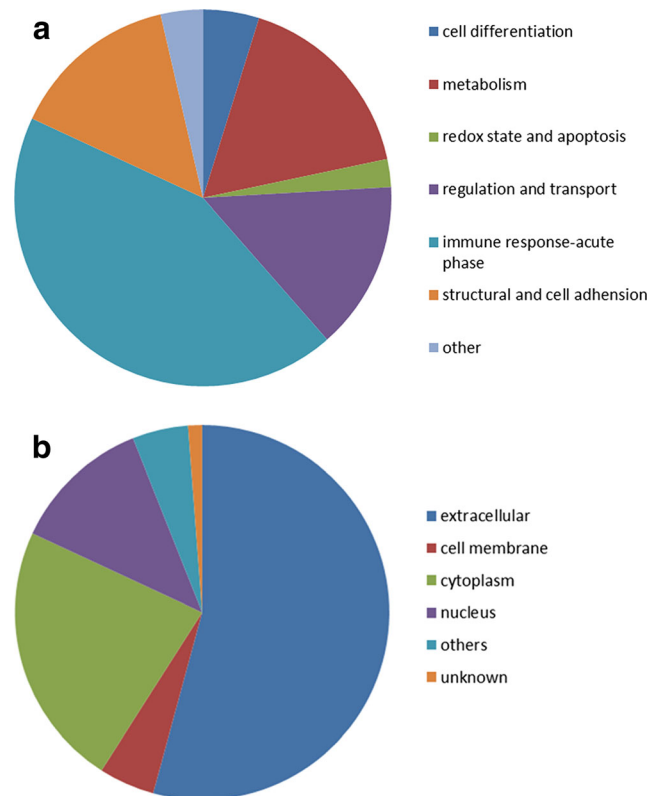 a
cell differentiation
metabolism
redox state and apoptosis
regulation and transport
immune response-acute
phase
structural and cell adhension
other
b
extracellular
cell membrane
cytoplasm
nucleus
others
unknown